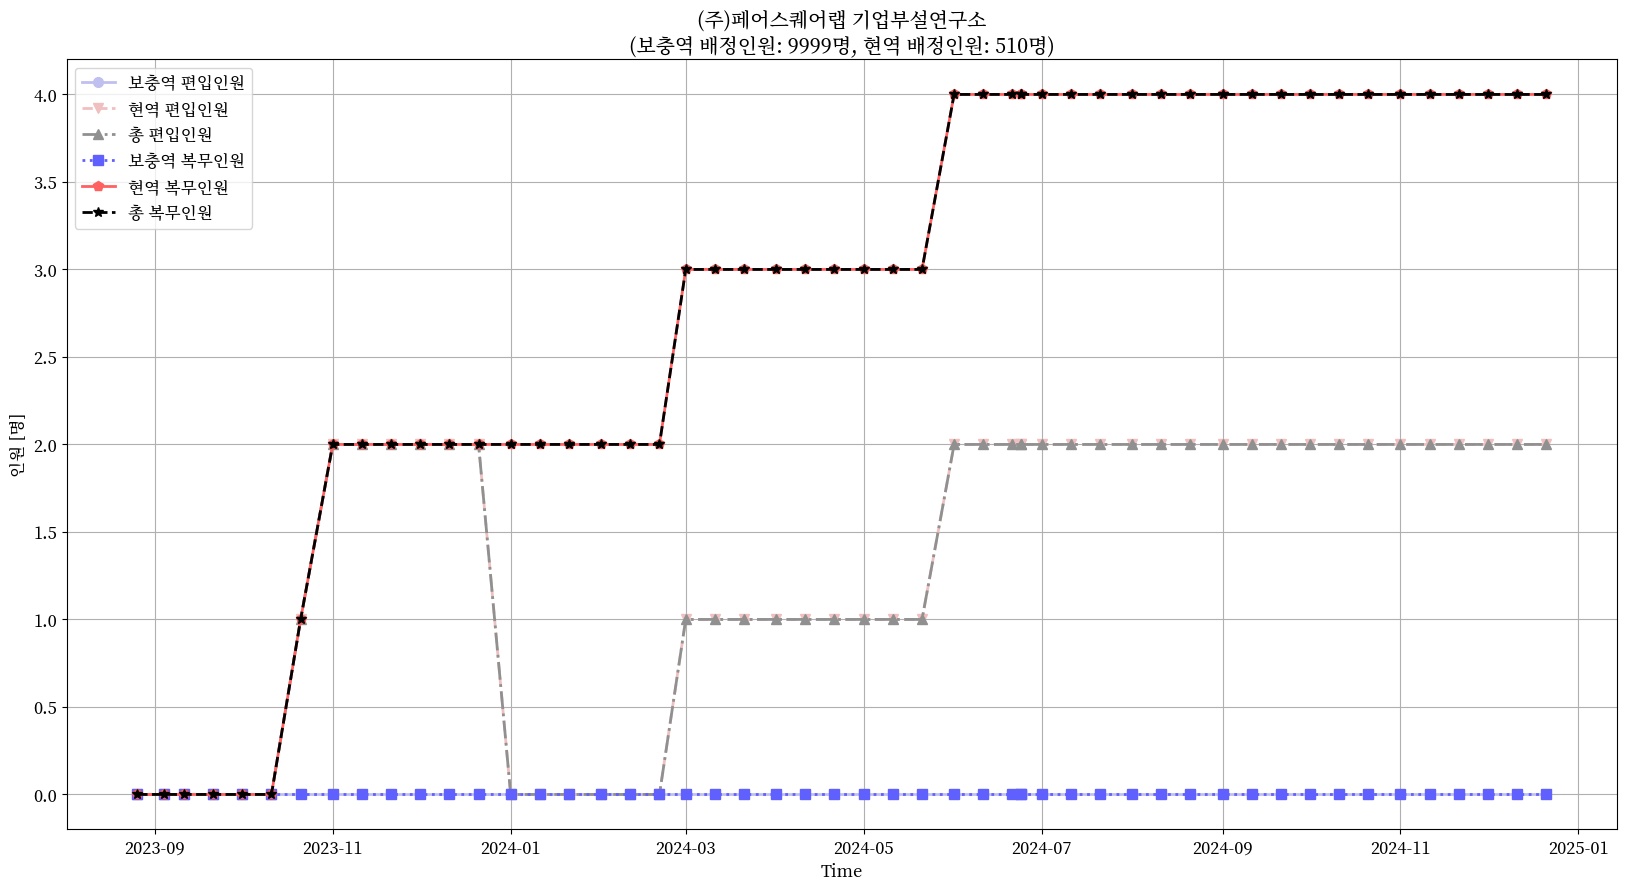 (주)페어스퀘어랩 기업부설연구소
(보충역 배정인원: 9999명, 현역 배정인원: 510명)
보충역 편입인원
현역 편입인원
총 편입인원
보충역 복무인원
현역 복무인원
총 복무인원
인원 [명]
4.0
3.5
3.0
2.5
2.0
1.5
1.0
0.5
0.0
2023-09
2023-11
2024-01
2024-03
2024-05
2024-07
2024-09
2024-11
2025-01
Time